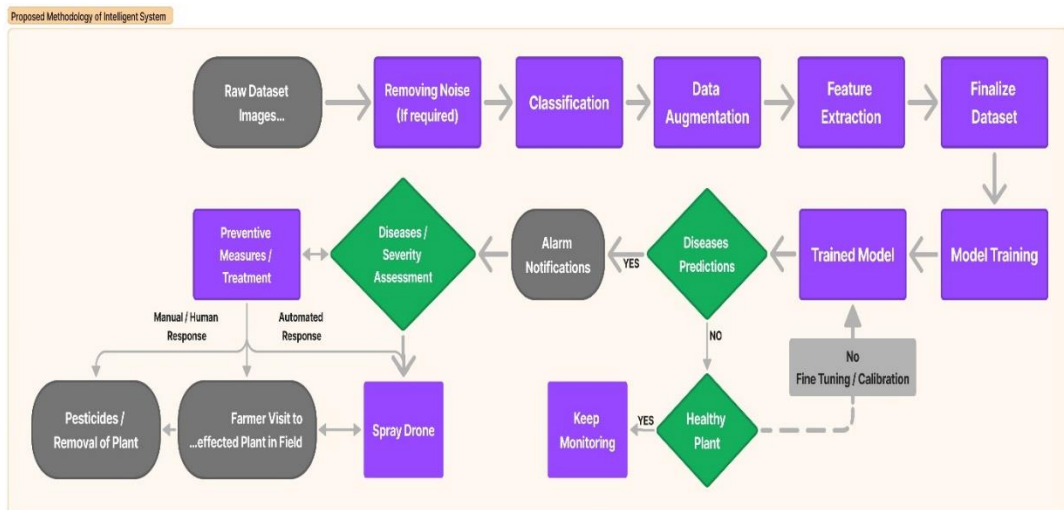 Proposed Methodology of Intelligent System
Raw Dataset
Images...
Removing Noise
(If required)
Classification
Data
Augmentation
Feature
Extraction
Finalize
Dataset
Preventive
Measures /
Treatment
Diseases /
Severity
Assessment
Alarm
Notifications
YES
Diseases
Predictions
Trained Model
Model Training
Manual / Human
Response
Automated
Response
NO
No
Fine Tuning / Calibration
Pesticides /
Removal of Plant
Farmer Visit to
...effected Plant in Field
Spray Drone
Keep
Monitoring
YES
Healthy
Plant